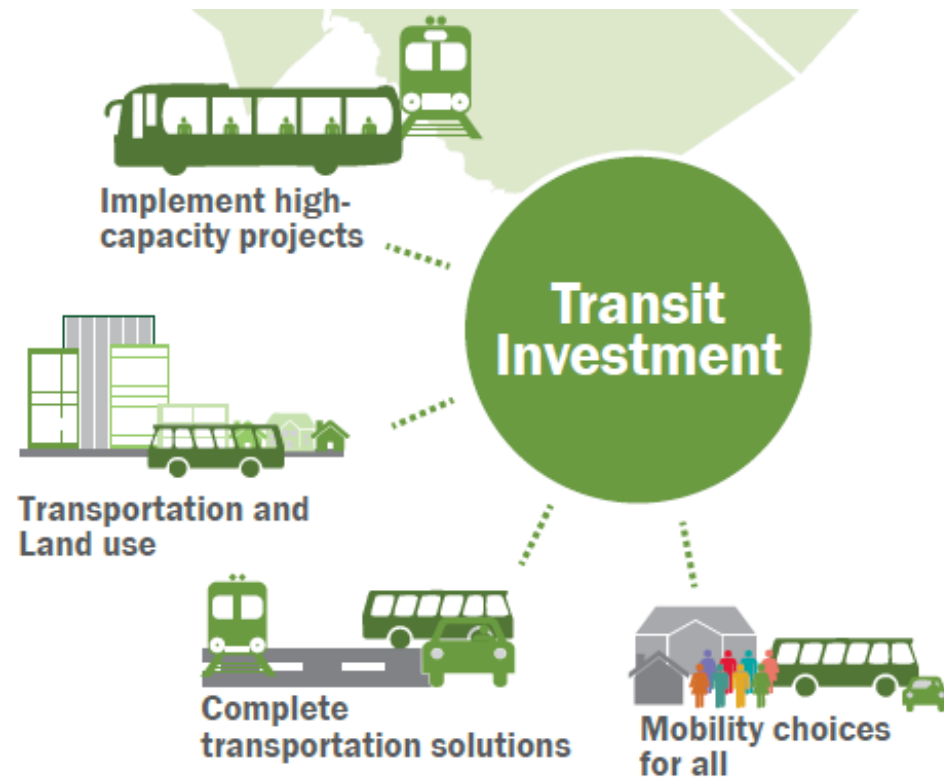 Implement high-
capacity projects
Transit
Investment
Transportation and
Land use
Complete
transportation solutions
Mobility choices
for all